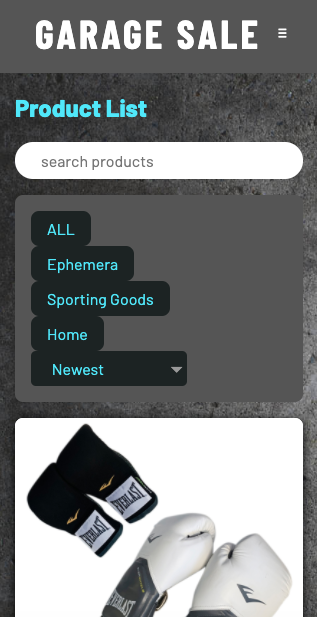 GARAGE SALE
Product List
search products
ALL
Ephemera
Sporting Goods
Home
Newest
EVERLAST
EVERLAST
EVERLAST